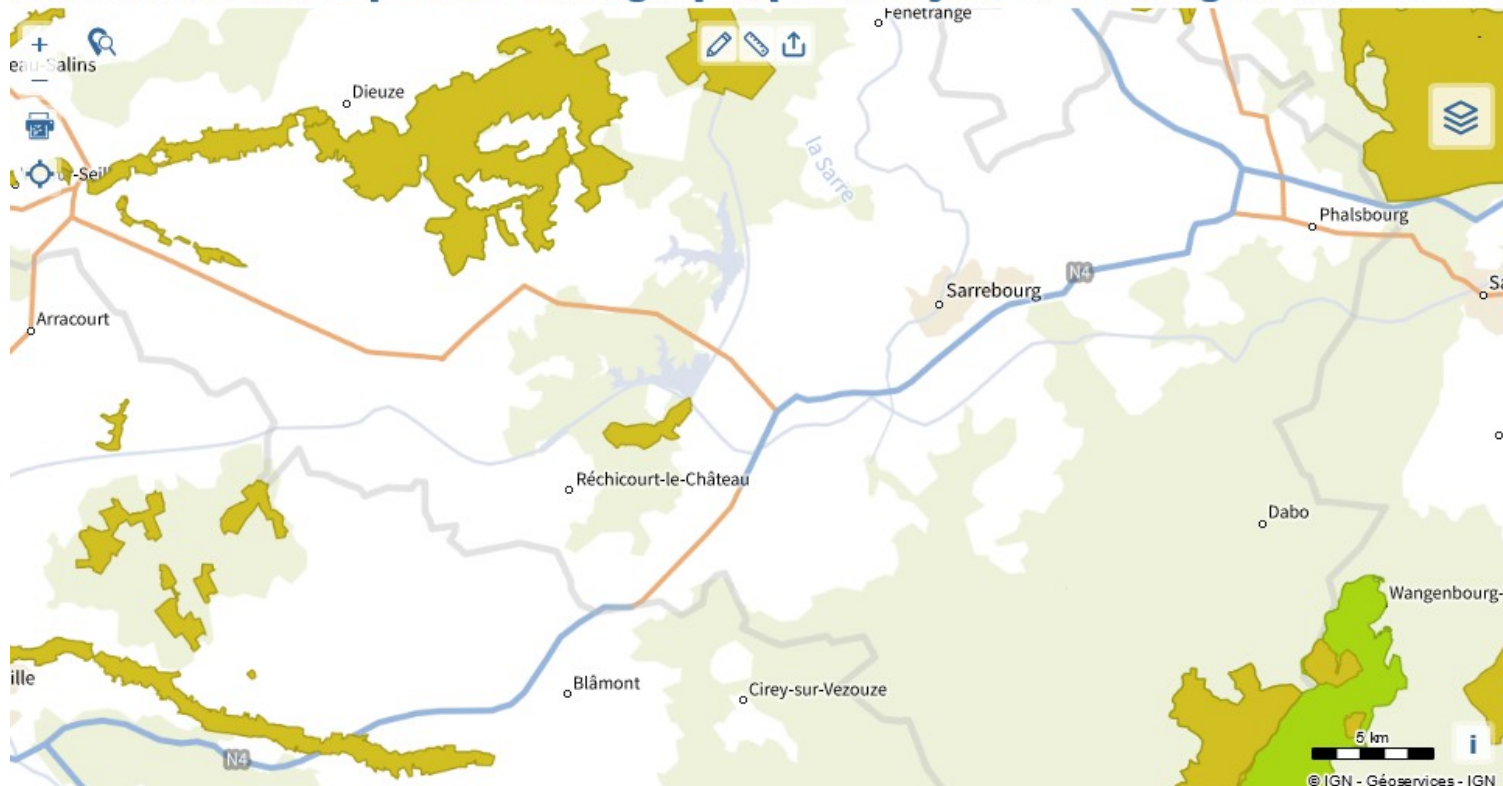 Fenetrange
eau-Salins
Dieuze
la Sarre
Phalsbourg
N4
Sarrebourg
Sa
Arracourt
Réchicourt-le-Château
Dabo
Wangenbourg-
ille
Blâmont
Cirey-sur-Vezouze
5 km
N4
i
© IGN - Géoservices - IGN